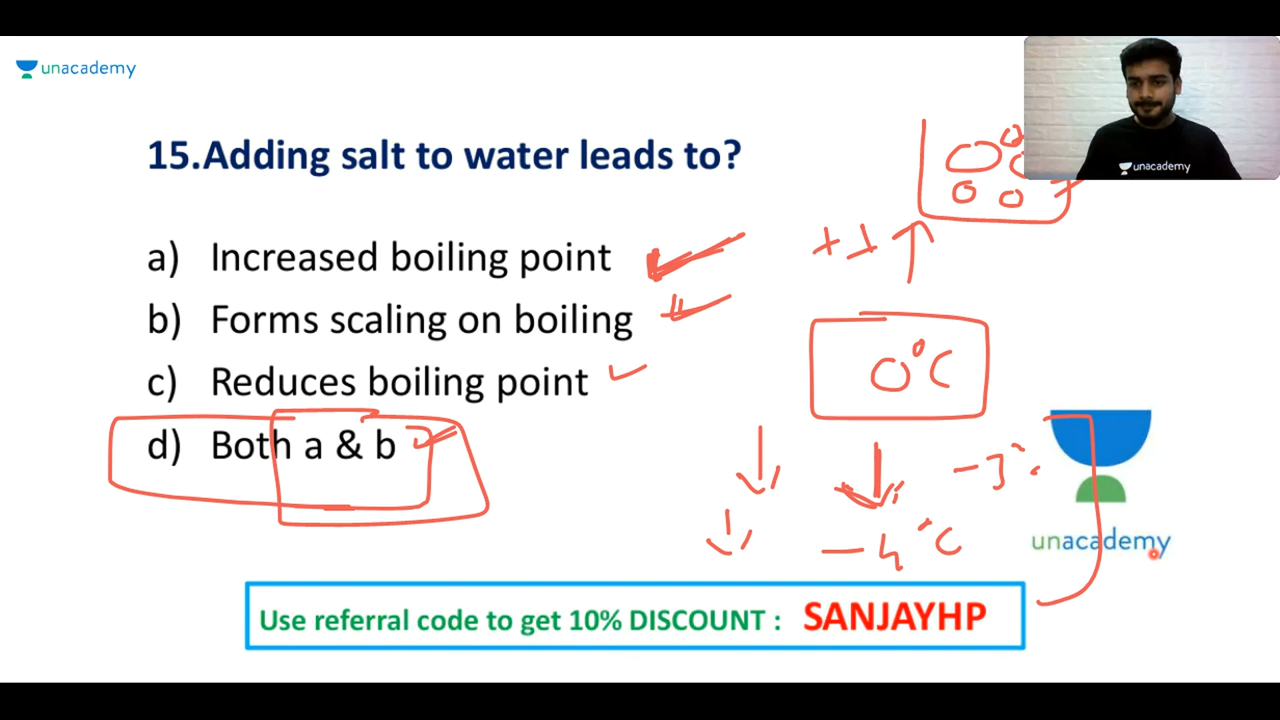 unacademy
unacademy
15.Adding salt to water leads to?
a) Increased boiling point
+1
b) Forms scaling on boiling
0°C
c) Reduces boiling point
d) Both a & b
-3°
-4°C
unacademy
Use referral code to get 10% DISCOUNT : SANJAYHP